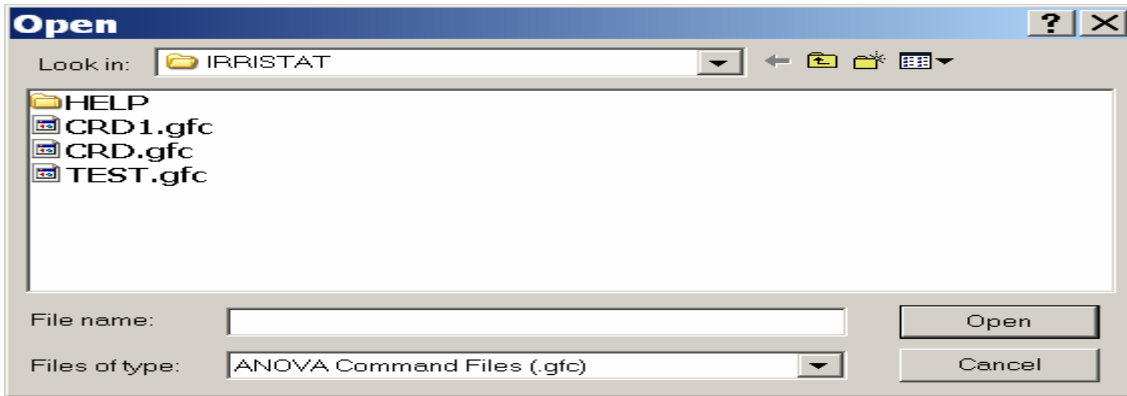 Open
Look in: IRRISTAT
HELP
CRD1.gfc
CRD.gfc
TEST.gfc
File name: Open
Files of type: ANOVA Command Files (.gfc) Cancel